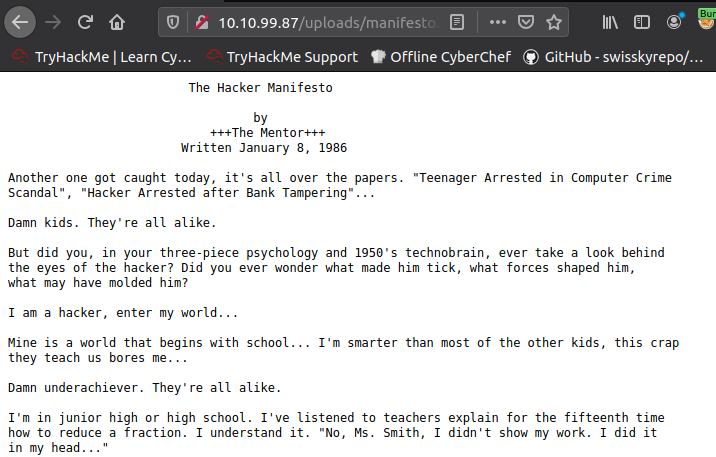 10.10.99.87/uploads/manifesto.
TryHackMe | Learn Cy... TryHackMe Support Offline CyberChef GitHub - swisskyrepo/...
The Hacker Manifesto
by
+++The Mentor+++
Written January 8, 1986
Another one got caught today, it's all over the papers. "Teenager Arrested in Computer Crime
Scandal", "Hacker Arrested after Bank Tampering"...
Damn kids. They're all alike.
But did you, in your three-piece psychology and 1950's technobrain, ever take a look behind
the eyes of the hacker? Did you ever wonder what made him tick, what forces shaped him,
what may have molded him?
I am a hacker, enter my world...
Mine is a world that begins with school... I'm smarter than most of the other kids, this crap
they teach us bores me...
Damn underachiever. They're all alike.
I'm in junior high or high school. I've listened to teachers explain for the fifteenth time
how to reduce a fraction. I understand it. "No, Ms. Smith, I didn't show my work. I did it
in my head..."